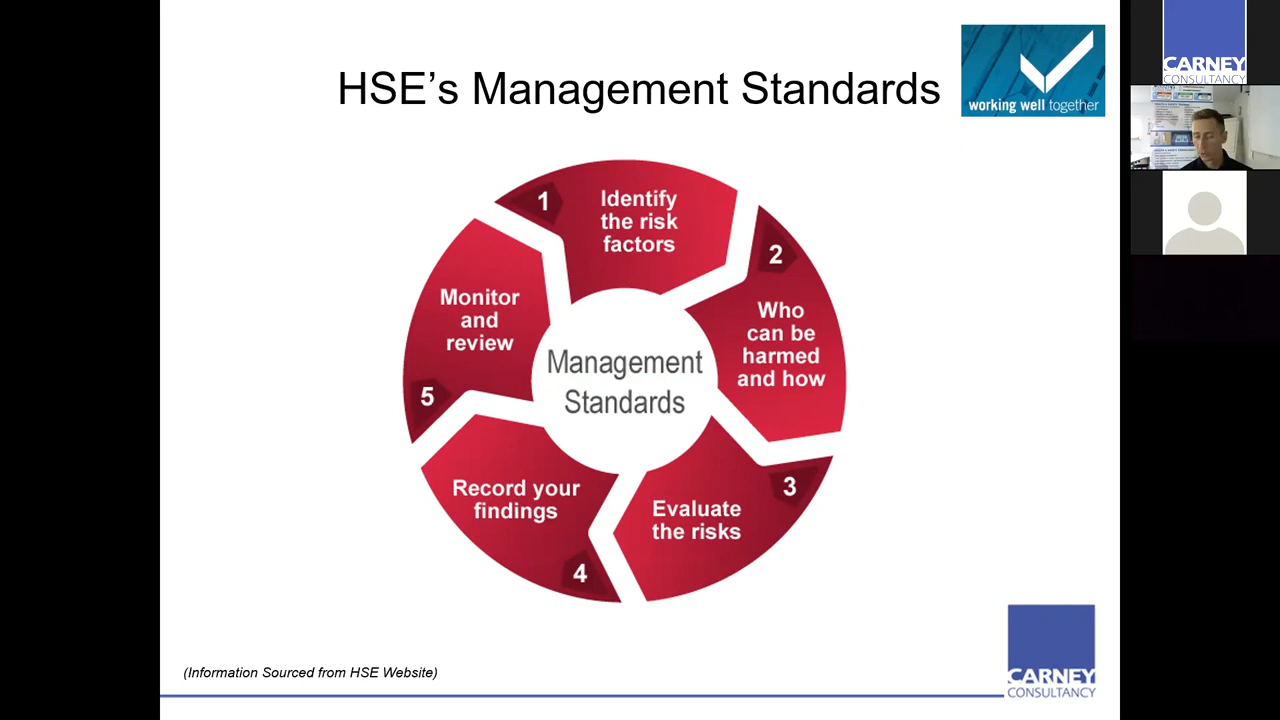 HSE's Management Standards
working well together
1
Identify
the risk
factors
2
Who
can be
harmed
and how
3
Evaluate
the risks
4
Record your
findings
5
Monitor
and
review
Management
Standards
(Information Sourced from HSE Website)
CARNEY
CONSULTANCY
CARNEY
CONSULTANCY